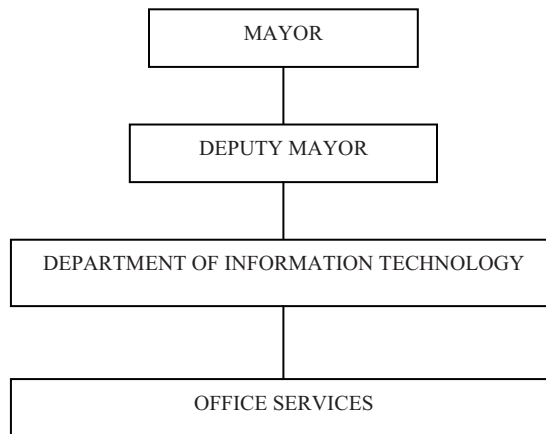 MAYOR
DEPUTY MAYOR
DEPARTMENT OF INFORMATION TECHNOLOGY
OFFICE SERVICES